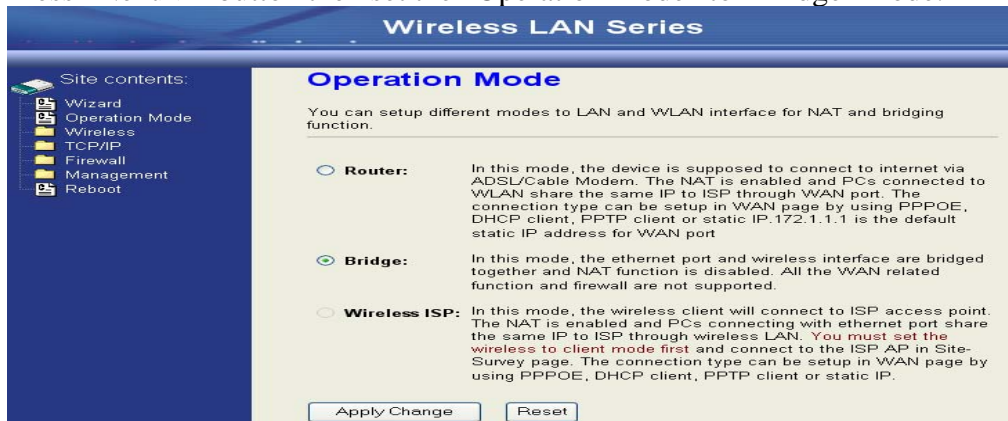 Wireless LAN Series
Site contents:
Wizard
Operation Mode
Wireless
TCP/IP
Firewall
Management
Reboot
Operation Mode
You can setup different modes to LAN and WLAN interface for NAT and bridging
function.
Router:
In this mode, the device is supposed to connect to internet via
ADSL/Cable Modem. The NAT is enabled and PCs connected to
WLAN share the same IP to ISP through WAN port. The
connection type can be setup in WAN page by using PPPOE,
DHCP client, PPTP client or static IP.172.1.1.1 is the default
static IP address for WAN port
Bridge:
In this mode, the ethernet port and wireless interface are bridged
together and NAT function is disabled. All the WAN related
function and firewall are not supported.
Wireless ISP:
In this mode, the wireless client will connect to ISP access point.
The NAT is enabled and PCs connecting with ethernet port share
the same IP to ISP through wireless LAN. You must set the
wireless to client mode first and connect to the ISP AP in Site-
Survey page. The connection type can be setup in WAN page by
using PPPOE, DHCP client, PPTP client or static IP.
Apply Change
Reset